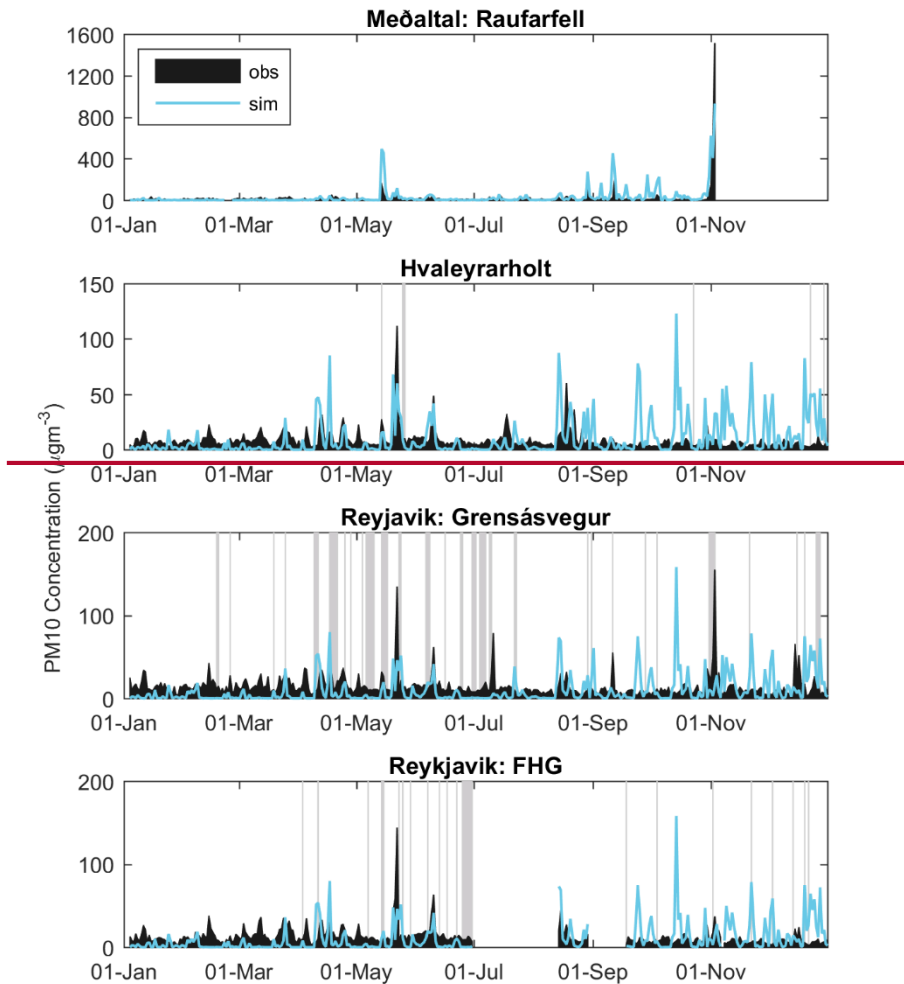 Meðaltal: Raufarfell
1600
1200
800
400
0
obs
sim
01-Jan 01-Mar 01-May 01-Jul 01-Sep 01-Nov
Hvaleyrarholt
150
100
50
0
01-Jan 01-Mar 01-May 01-Jul 01-Sep 01-Nov
PM10 Concentration (μgm-3)
Reyjavik: Grensásvegur
200
100
0
01-Jan 01-Mar 01-May 01-Jul 01-Sep 01-Nov
Reykjavik: FHG
200
100
0
01-Jan 01-Mar 01-May 01-Jul 01-Sep 01-Nov